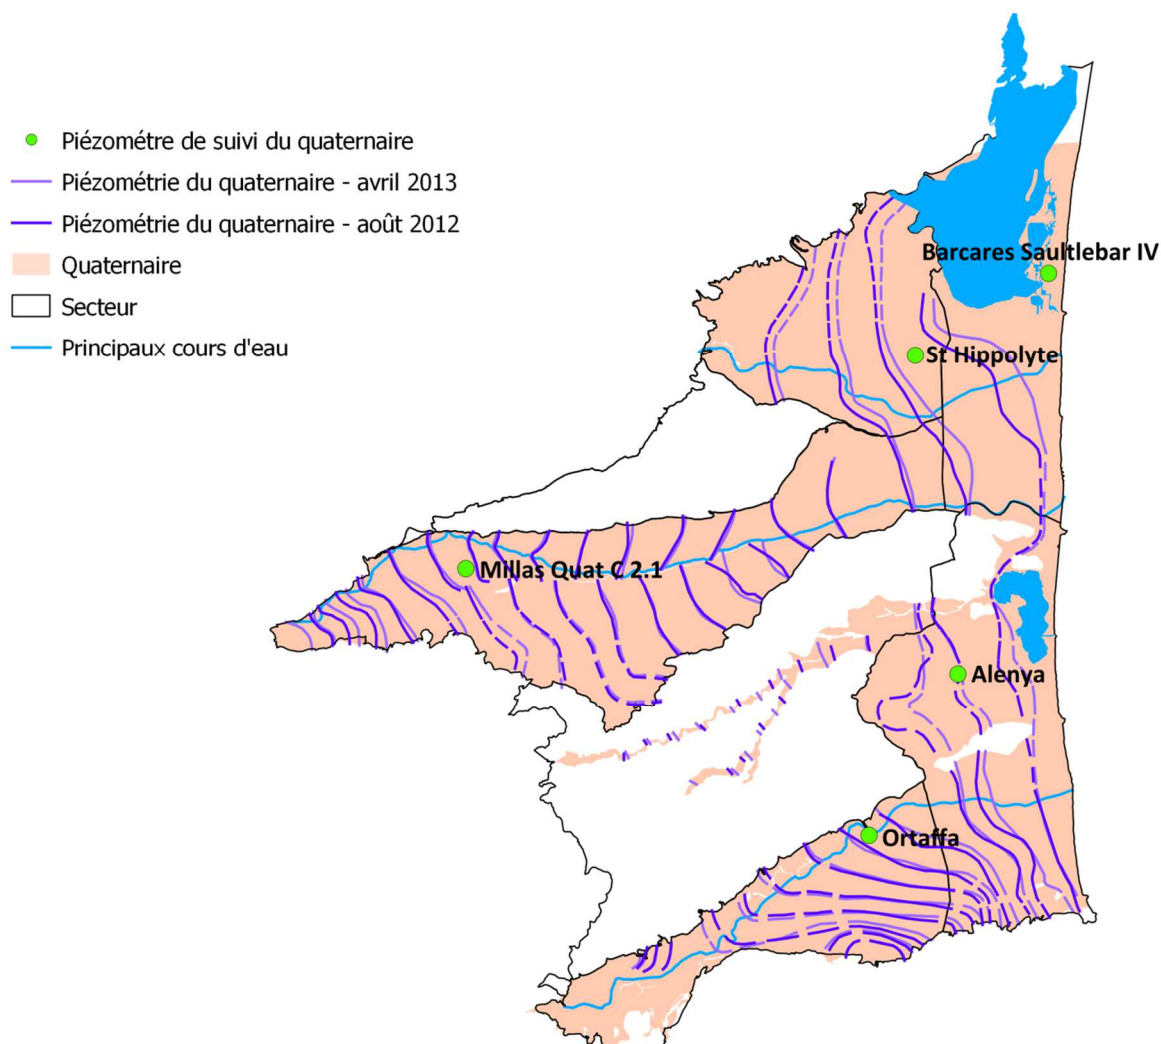 Piézométre de suivi du quaternaire
Piézométrie du quaternaire - avril 2013
Piézométrie du quaternaire - août 2012
Quaternaire
Secteur
Principaux cours d'eau
Barcares Saultlebar IV
St Hippolyte
Millas Quat C 2.1
Alenya
Ortaffa